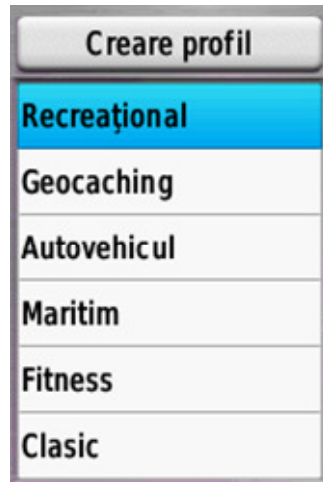 Creare profil
Recreaţional
Geocaching
Autovehicul
Maritim
Fitness
Clasic